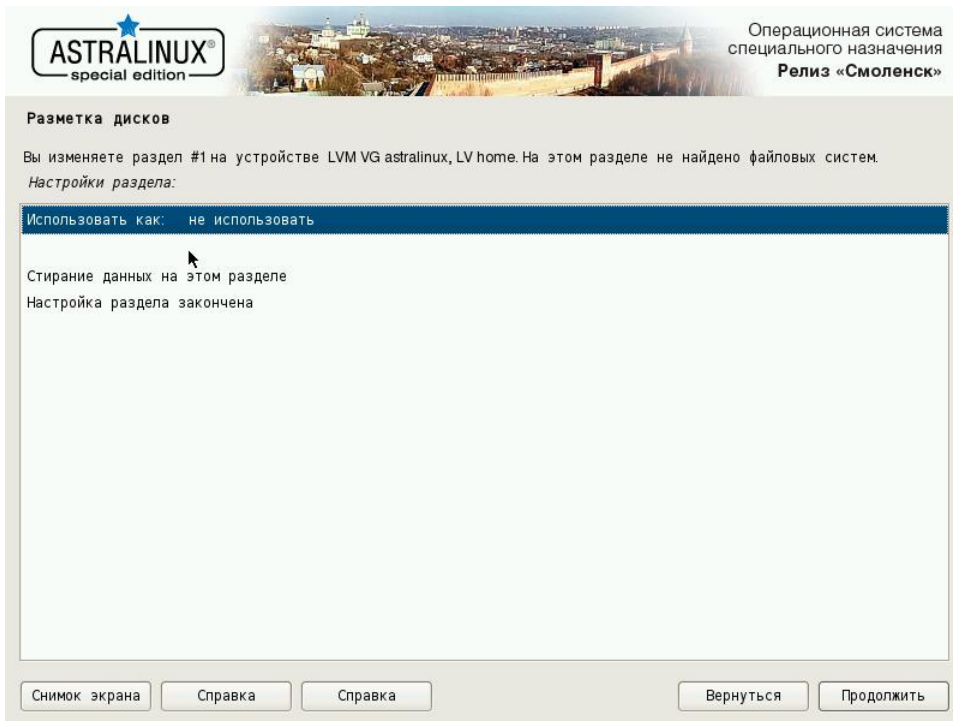 ASTRALINUX®
special edition
Операционная система
специального назначения
Релиз «Смоленск»
Разметка дисков
Вы изменяете раздел #1 на устройстве LVM VG astralinux, LV home. На этом разделе не найдено файловых систем.
Настройки раздела:
Использовать как: не использовать
Стирание данных на этом разделе
Настройка раздела закончена
Снимок экрана
Справка
Справка
Вернуться
Продолжить